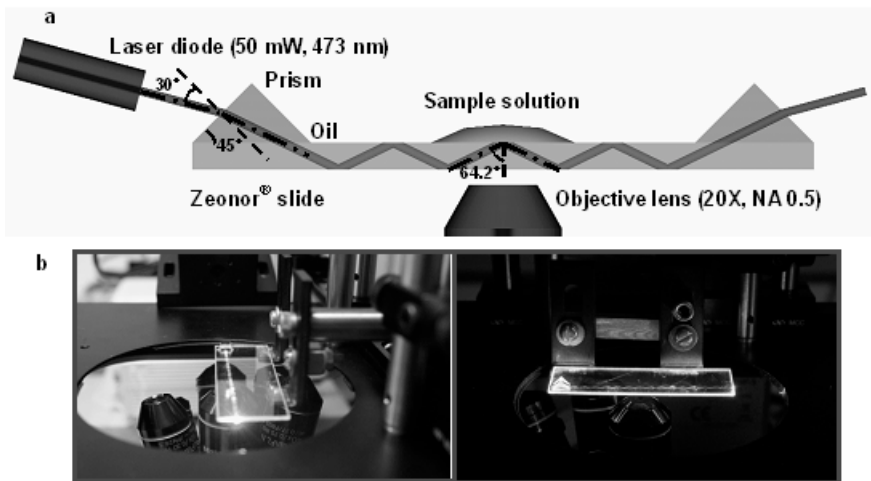 a
Laser diode (50 mW, 473 nm)
30°
Prism
Sample solution
Oil
45°
64.2°
Zeonor® slide
Objective lens (20X, NA 0.5)
b